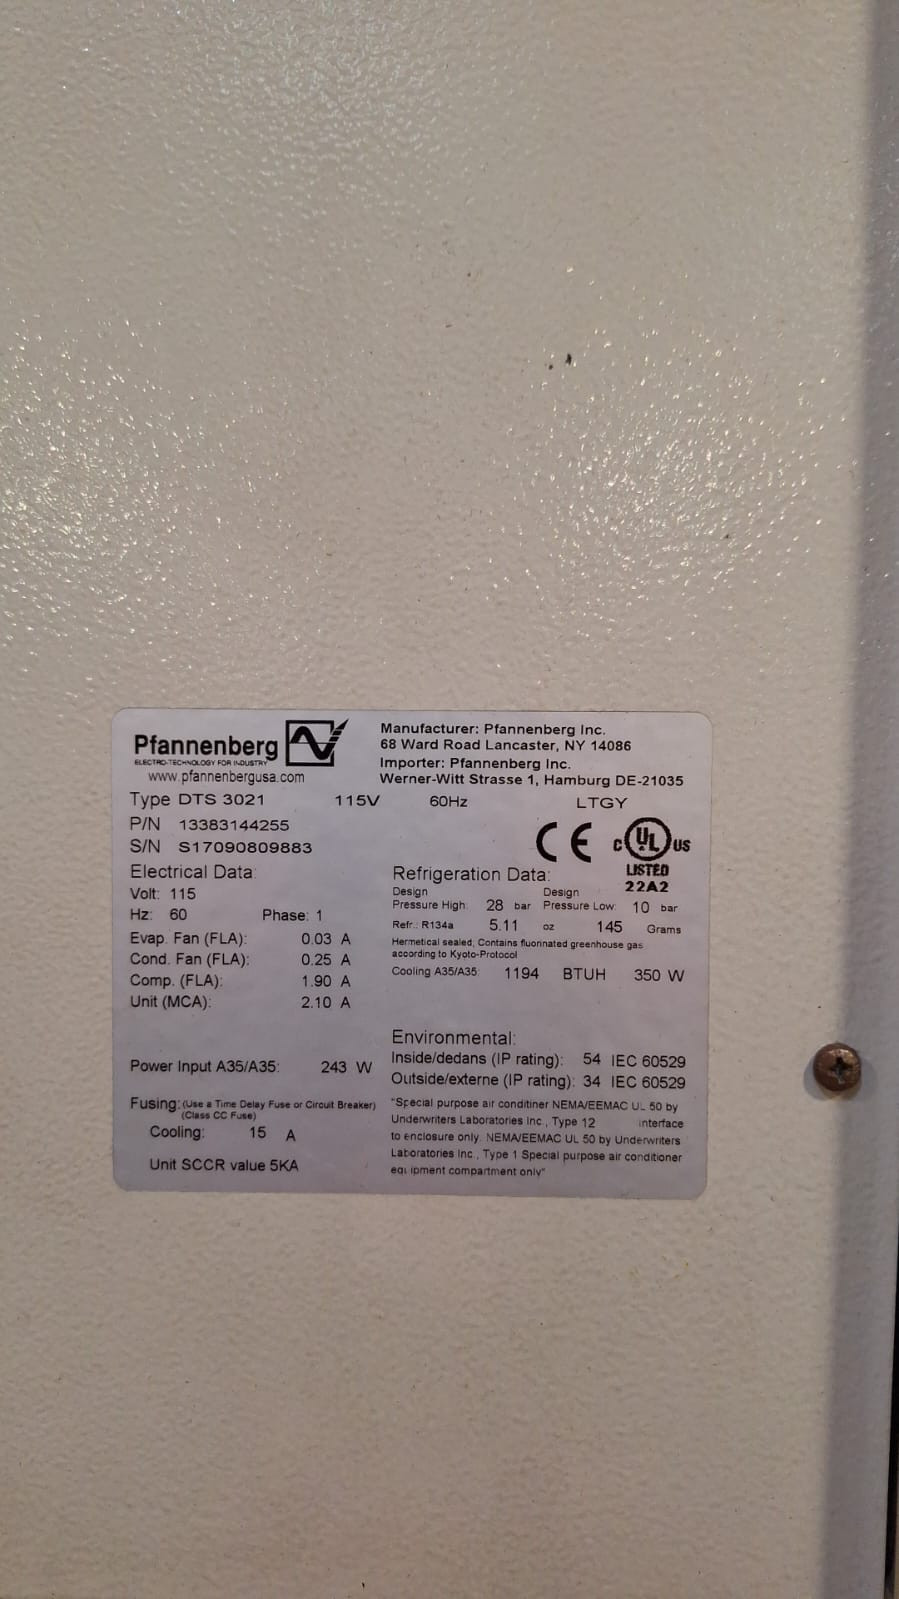 Pfannenberg
ELECTRO-TECHNOLOGY FOR INDUSTRY
www.pfannenbergusa.com
Manufacturer: Pfannenberg Inc.
68 Ward Road Lancaster, NY 14086
Importer: Pfannenberg Inc.
Werner-Witt Strasse 1, Hamburg DE-21035
Type DTS 3021 115V 60Hz LTGY
P/N 13383144255
S/N S17090809883
CE C UL US
LISTED
22A2
Electrical Data:
Volt: 115
Hz: 60 Phase: 1
Evap. Fan (FLA): 0.03 A
Cond. Fan (FLA): 0.25 A
Comp. (FLA): 1.90 A
Unit (MCA): 2.10 A
Power Input A35/A35: 243 W
Fusing: (Use a Time Delay Fuse or Circuit Breaker)
(Class CC Fuse)
Cooling: 15 A
Unit SCCR value 5KA
Refrigeration Data:
Design Design
Pressure High: 28 bar Pressure Low: 10 bar
Refr.: R134a 5.11 oz 145 Grams
Hermetical sealed; Contains fluorinated greenhouse gas
according to Kyoto-Protocol
Cooling A35/A35: 1194 BTUH 350 W
Environmental:
Inside/dedans (IP rating): 54 IEC 60529
Outside/externe (IP rating): 34 IEC 60529
"Special purpose air conditiner NEMA/EEMAC UL 50 by
Underwriters Laboratories Inc., Type 12 interface
to enclosure only. NEMA/EEMAC UL 50 by Underwriters
Laboratories Inc., Type 1 Special purpose air conditioner
equipment compartment only"